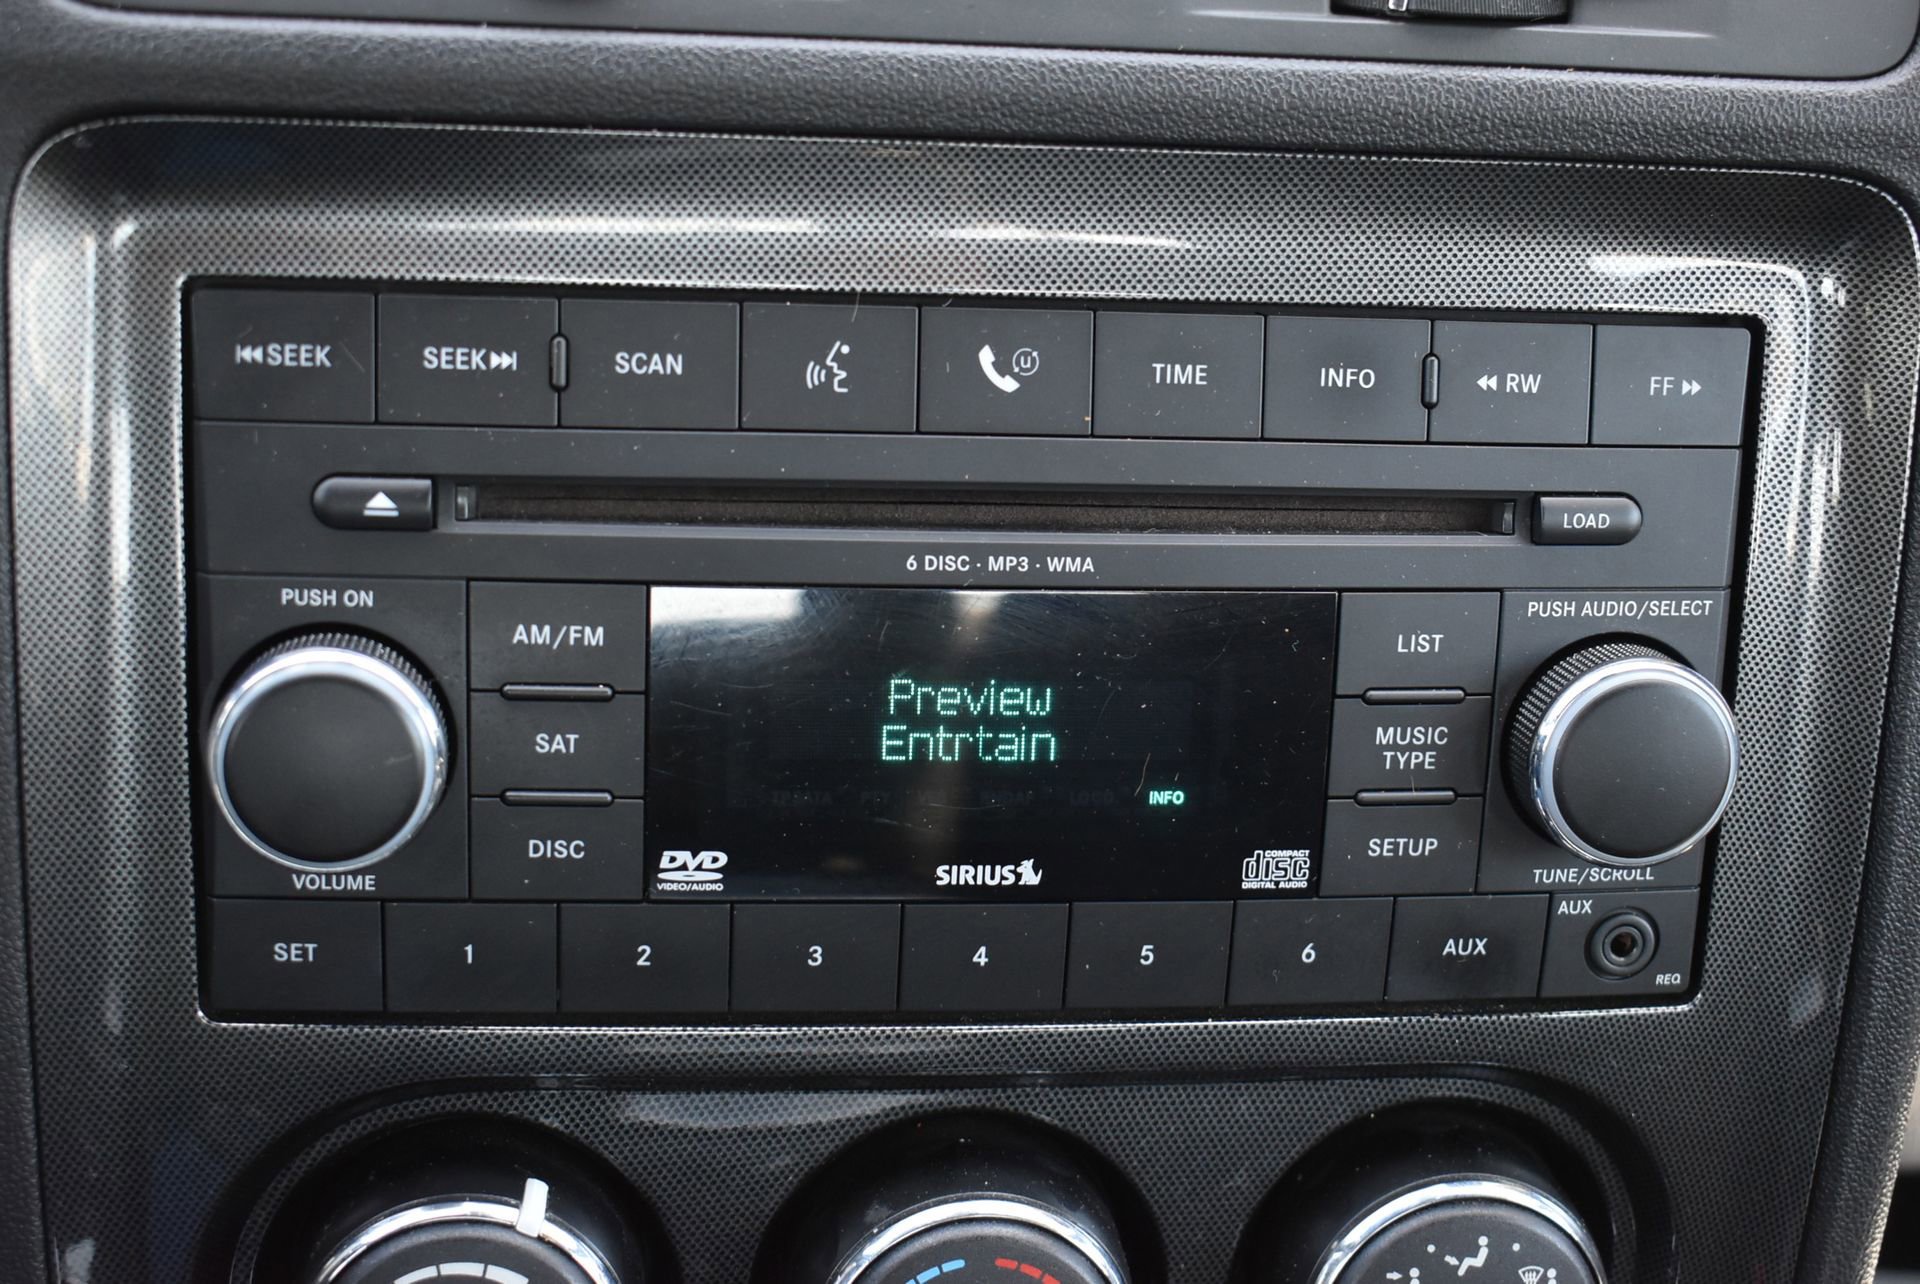 SEEK
SEEK
SCAN
TIME
INFO
RW
FF
LOAD
6 DISC · MP3 · WMA
PUSH ON
VOLUME
AM/FM
SAT
DISC
Preview
Entrtain
INFO
DVD
VIDEO/AUDIO
SIRIUS
COMPACT
disc
DIGITAL AUDIO
LIST
MUSIC
TYPE
SETUP
PUSH AUDIO/SELECT
TUNE/SCROLL
SET
1
2
3
4
5
6
AUX
AUX
REQ